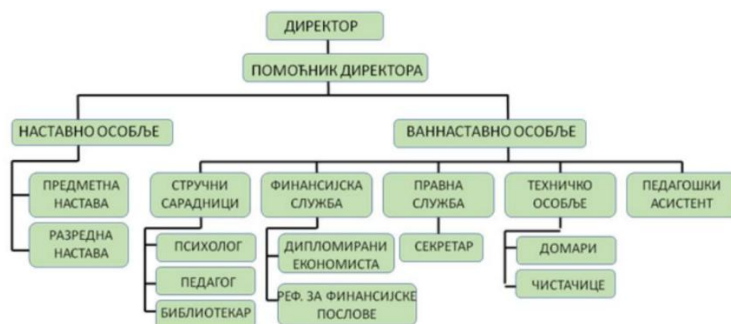 ДИРЕКТОР
ПОМОЋНИК ДИРЕКТОРА
НАСТАВНО ОСОБЉЕ
ВАННАСТАВНО ОСОБЉЕ
ПРЕДМЕТНА
НАСТАВА
РАЗРЕДНА
НАСТАВА
СТРУЧНИ
САРАДНИЦИ
ПСИХОЛОГ
ПЕДАГОГ
БИБЛИОТЕКАР
ФИНАНСИЈСКА
СЛУЖБА
ДИПЛОМИРАНИ
ЕКОНОМИСТА
РЕФ. ЗА ФИНАНСИЈСКЕ
ПОСЛОВЕ
ПРАВНА
СЛУЖБА
СЕКРЕТАР
ТЕХНИЧКО
ОСОБЉЕ
ДОМАРИ
ЧИСТАЧИЦЕ
ПЕДАГОШКИ
АСИСТЕНТ